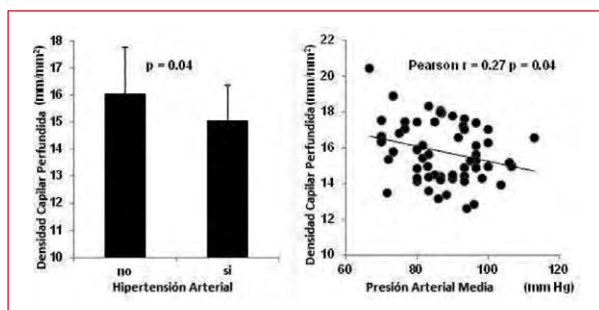 Densidad Capilar Perfundida (mm/mm²)
18
17
16
15
14
13
12
11
10
p = 0.04
no
si
Hipertensión Arterial
Densidad Capilar Perfundida (mm/mm²)
22
20
18
16
14
12
10
Pearson r = 0.27 p = 0.04
60 80 100 120
Presión Arterial Media (mm Hg)